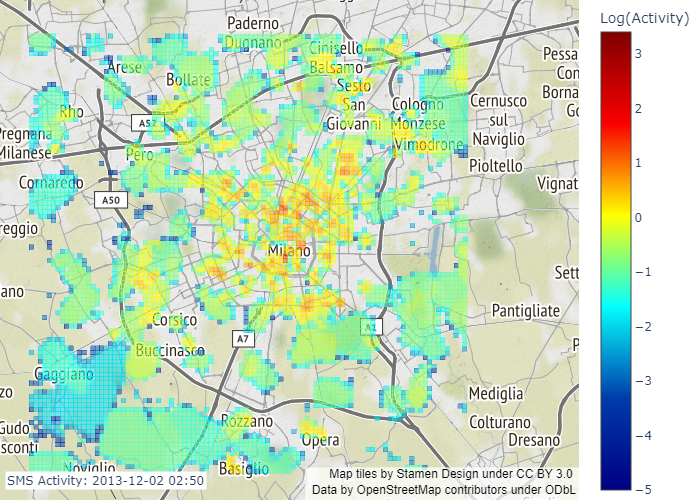 Log(Activity)
3
2
1
0
−1
−2
−3
−4
−5
Paderno
Dugnano
Cinisello
Balsamo
Arese
Bollate
Sesto
San
Giovanni
Cologno
Monzese
Vimodrone
Cernusco
sul
Naviglio
Pioltello
Pessa
Con
Borna
Go
Rho
Pregnana
Milanese
A52
Pero
Cornaredo
A50
Vignat
reggio
Milano
Sett
ano
Pantigliate
Corsico
A7
A1
Buccinasco
P
Gaggiano
zo
Mediglia
Gudo
sconti
Rozzano
Opera
Colturano
Dresano
Noviglio
Basiglio
SMS Activity: 2013-12-02 02:50
Map tiles by Stamen Design under CC BY 3.0
Data by OpenStreetMap contributors under ODbL